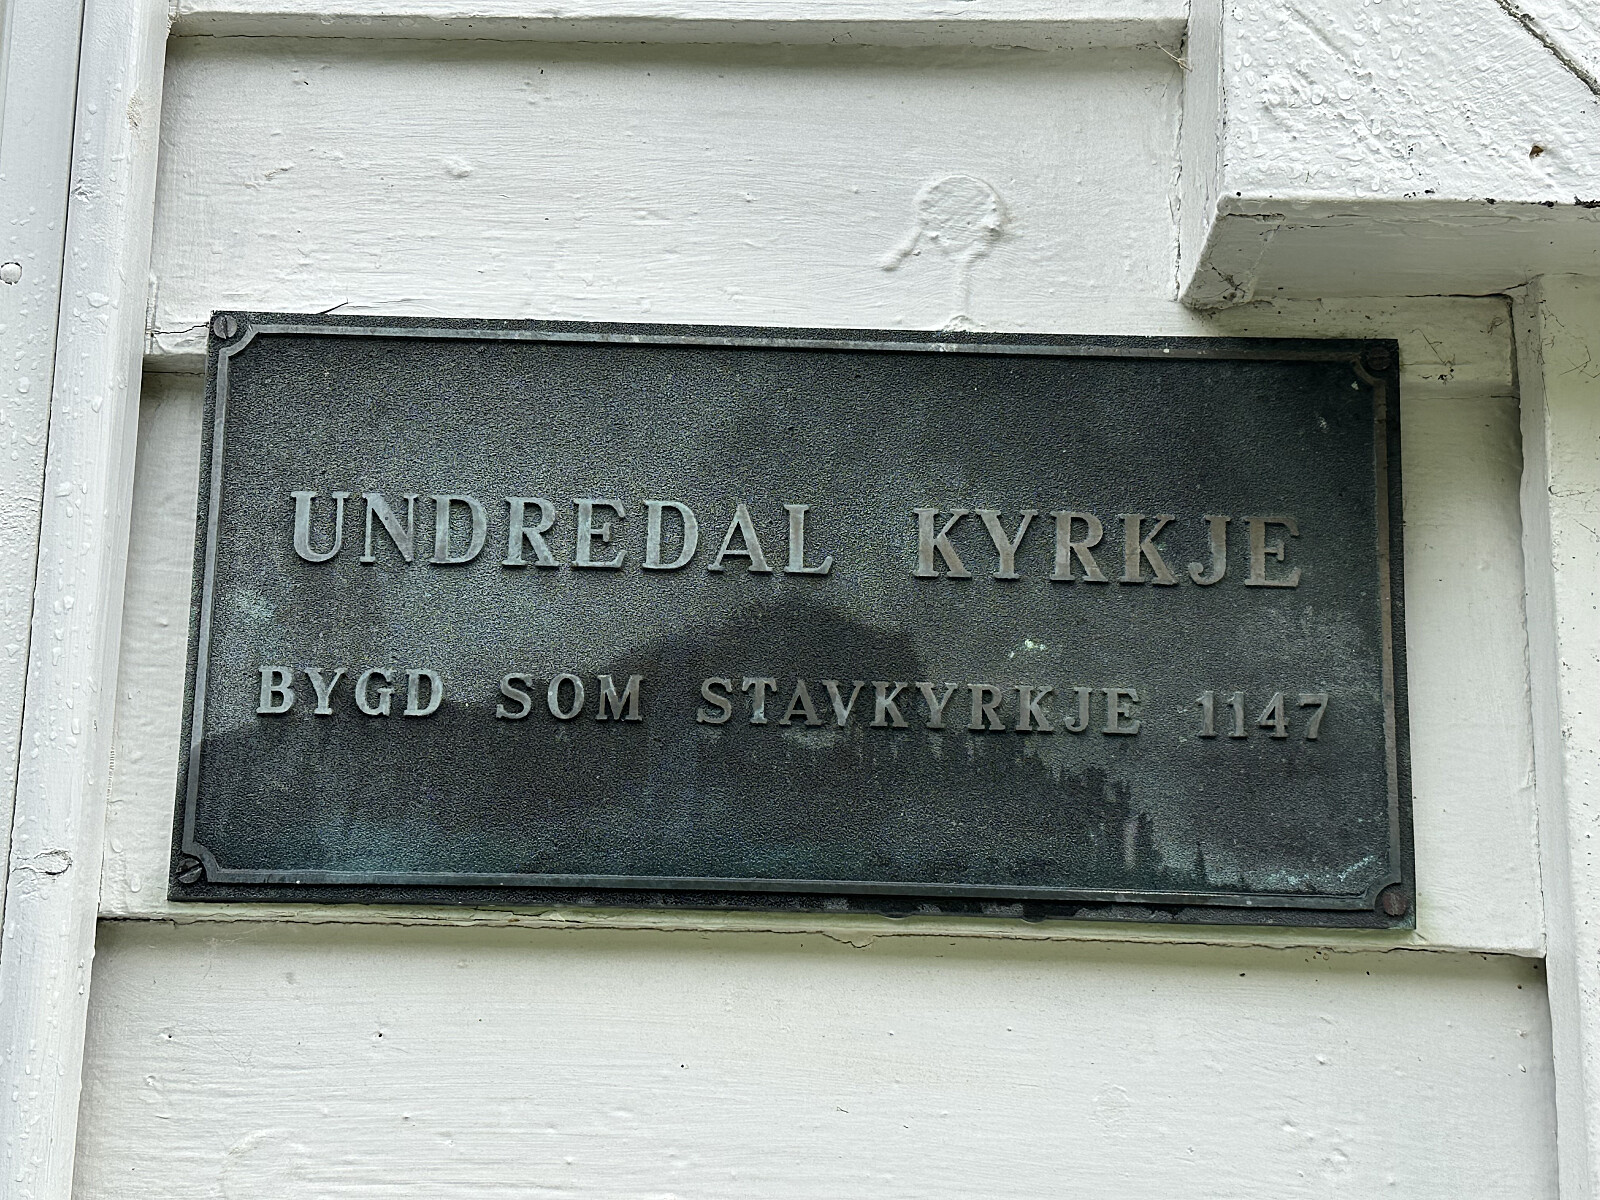 UNDREDAL KYRKJE
BYGD SOM STAVKYRKJE 1147